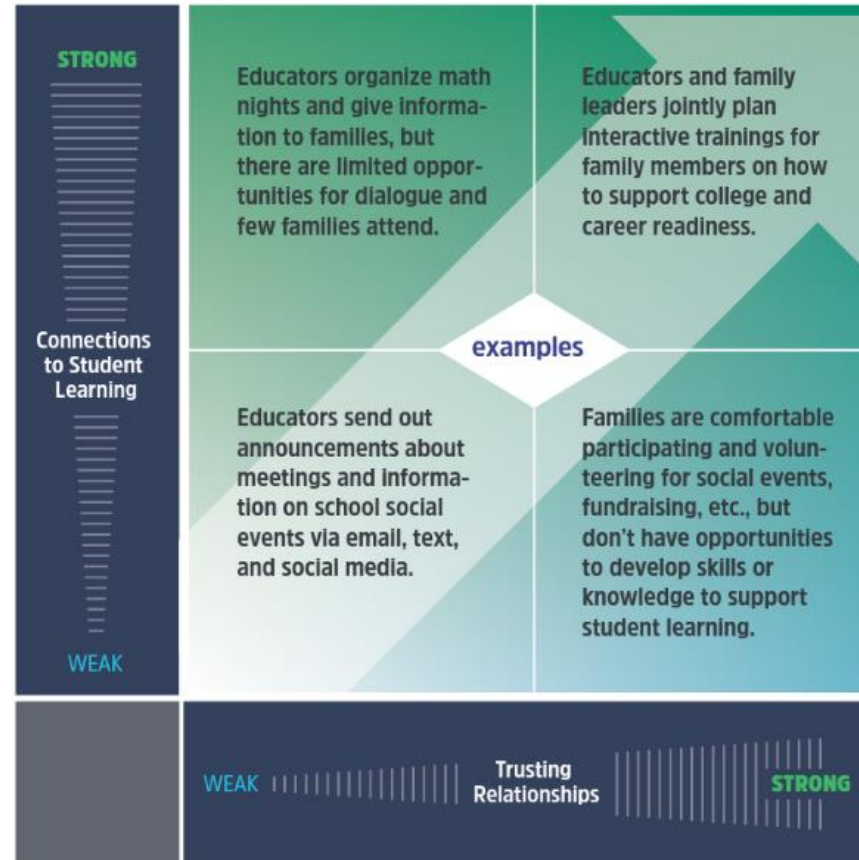 STRONG
Connections
to Student
Learning
WEAK
Educators organize math
nights and give informa-
tion to families, but
there are limited oppor-
tunities for dialogue and
few families attend.
Educators and family
leaders jointly plan
interactive trainings for
family members on how
to support college and
career readiness.
examples
Educators send out
announcements about
meetings and informa-
tion on school social
events via email, text,
and social media.
Families are comfortable
participating and volun-
teering for social events,
fundraising, etc., but
don't have opportunities
to develop skills or
knowledge to support
student learning.
WEAK
Trusting
Relationships
STRONG